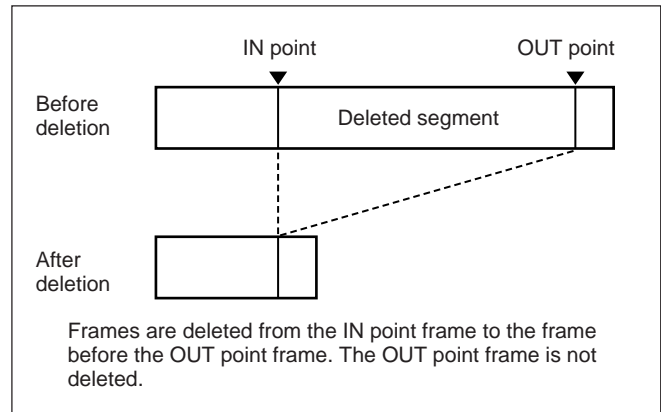 IN point
OUT point
Before
deletion
Deleted segment
After
deletion
Frames are deleted from the IN point frame to the frame
before the OUT point frame. The OUT point frame is not
deleted.